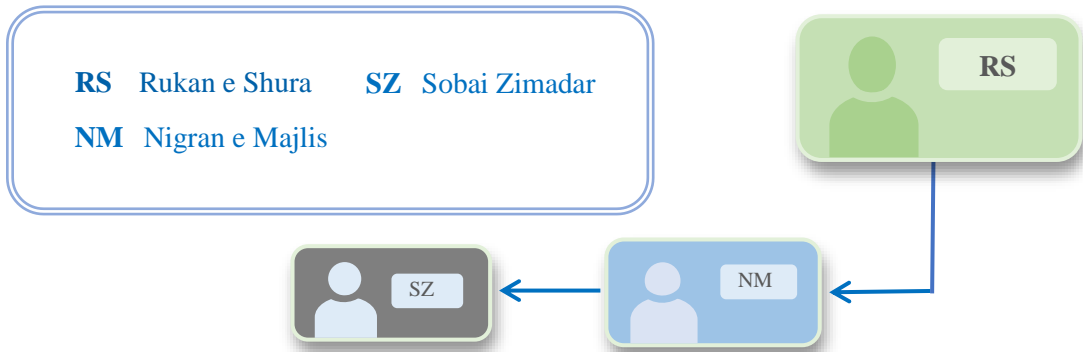 RS Rukan e Shura SZ Sobai Zimadar
NM Nigran e Majlis
RS
SZ
NM